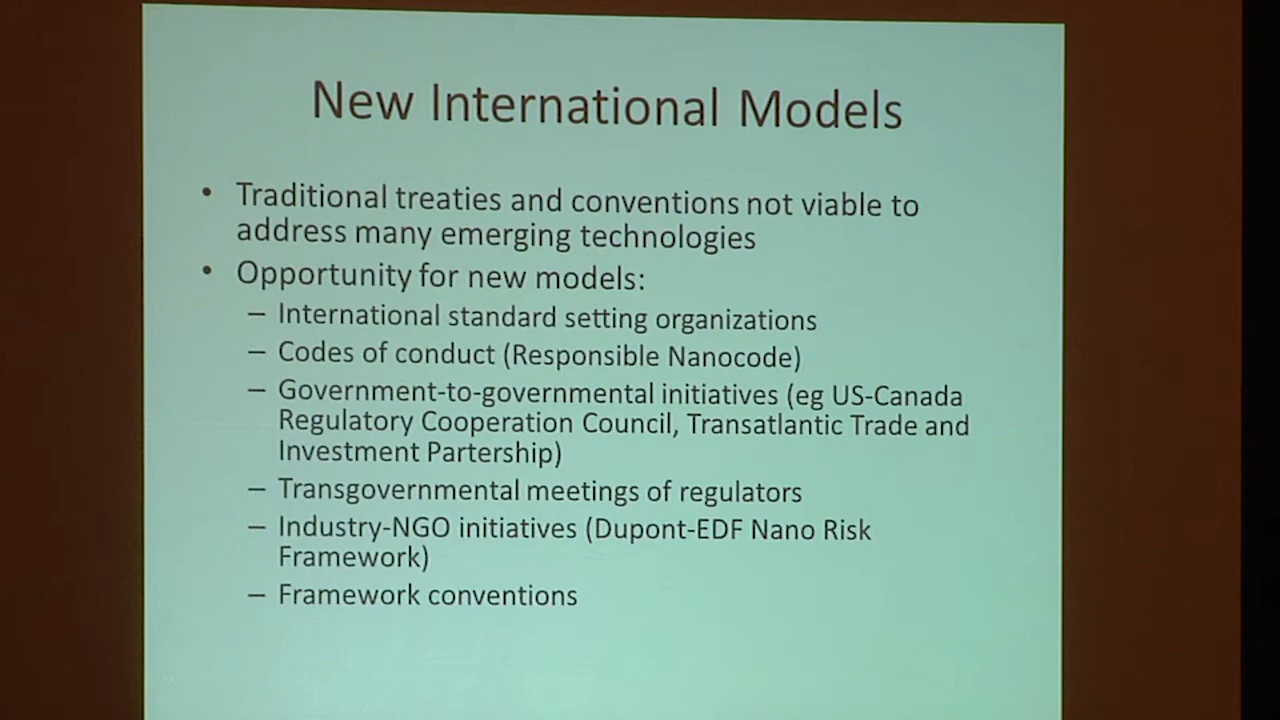 New International Models
• Traditional treaties and conventions not viable to
address many emerging technologies
• Opportunity for new models:
– International standard setting organizations
– Codes of conduct (Responsible Nanocode)
– Government-to-governmental initiatives (eg US-Canada
Regulatory Cooperation Council, Transatlantic Trade and
Investment Partership)
– Transgovernmental meetings of regulators
– Industry-NGO initiatives (Dupont-EDF Nano Risk
Framework)
– Framework conventions